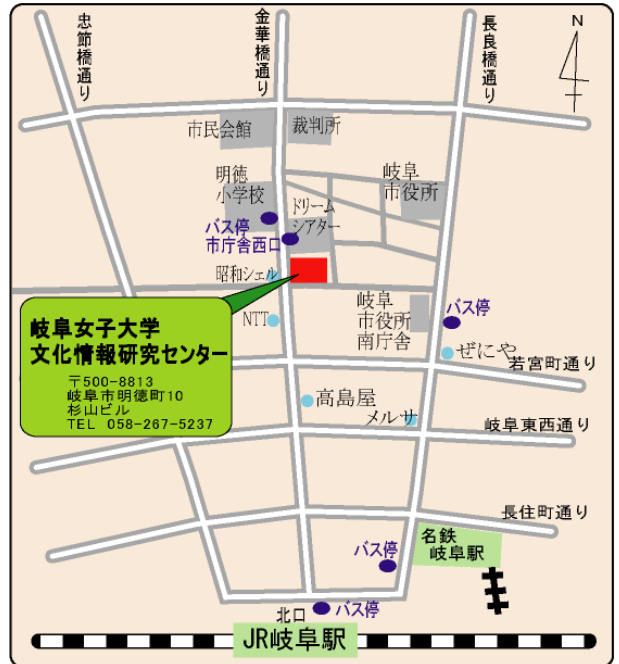 忠節橋通り
金華橋通り
長良橋通り
N
市民会館
裁判所
明徳
小学校
岐阜
市役所
ドリーム
シアター
バス停
市庁舎西口
昭和シェル
岐阜女子大学
文化情報研究センター
〒500-8813
岐阜市明徳町10
杉山ビル
TEL 058-267-5237
NTT
岐阜
市役所
南庁舎
バス停
ぜにや
若宮町通り
高島屋
メルサ
岐阜東西通り
長住町通り
名鉄
岐阜駅
バス停
北口
バス停
JR岐阜駅